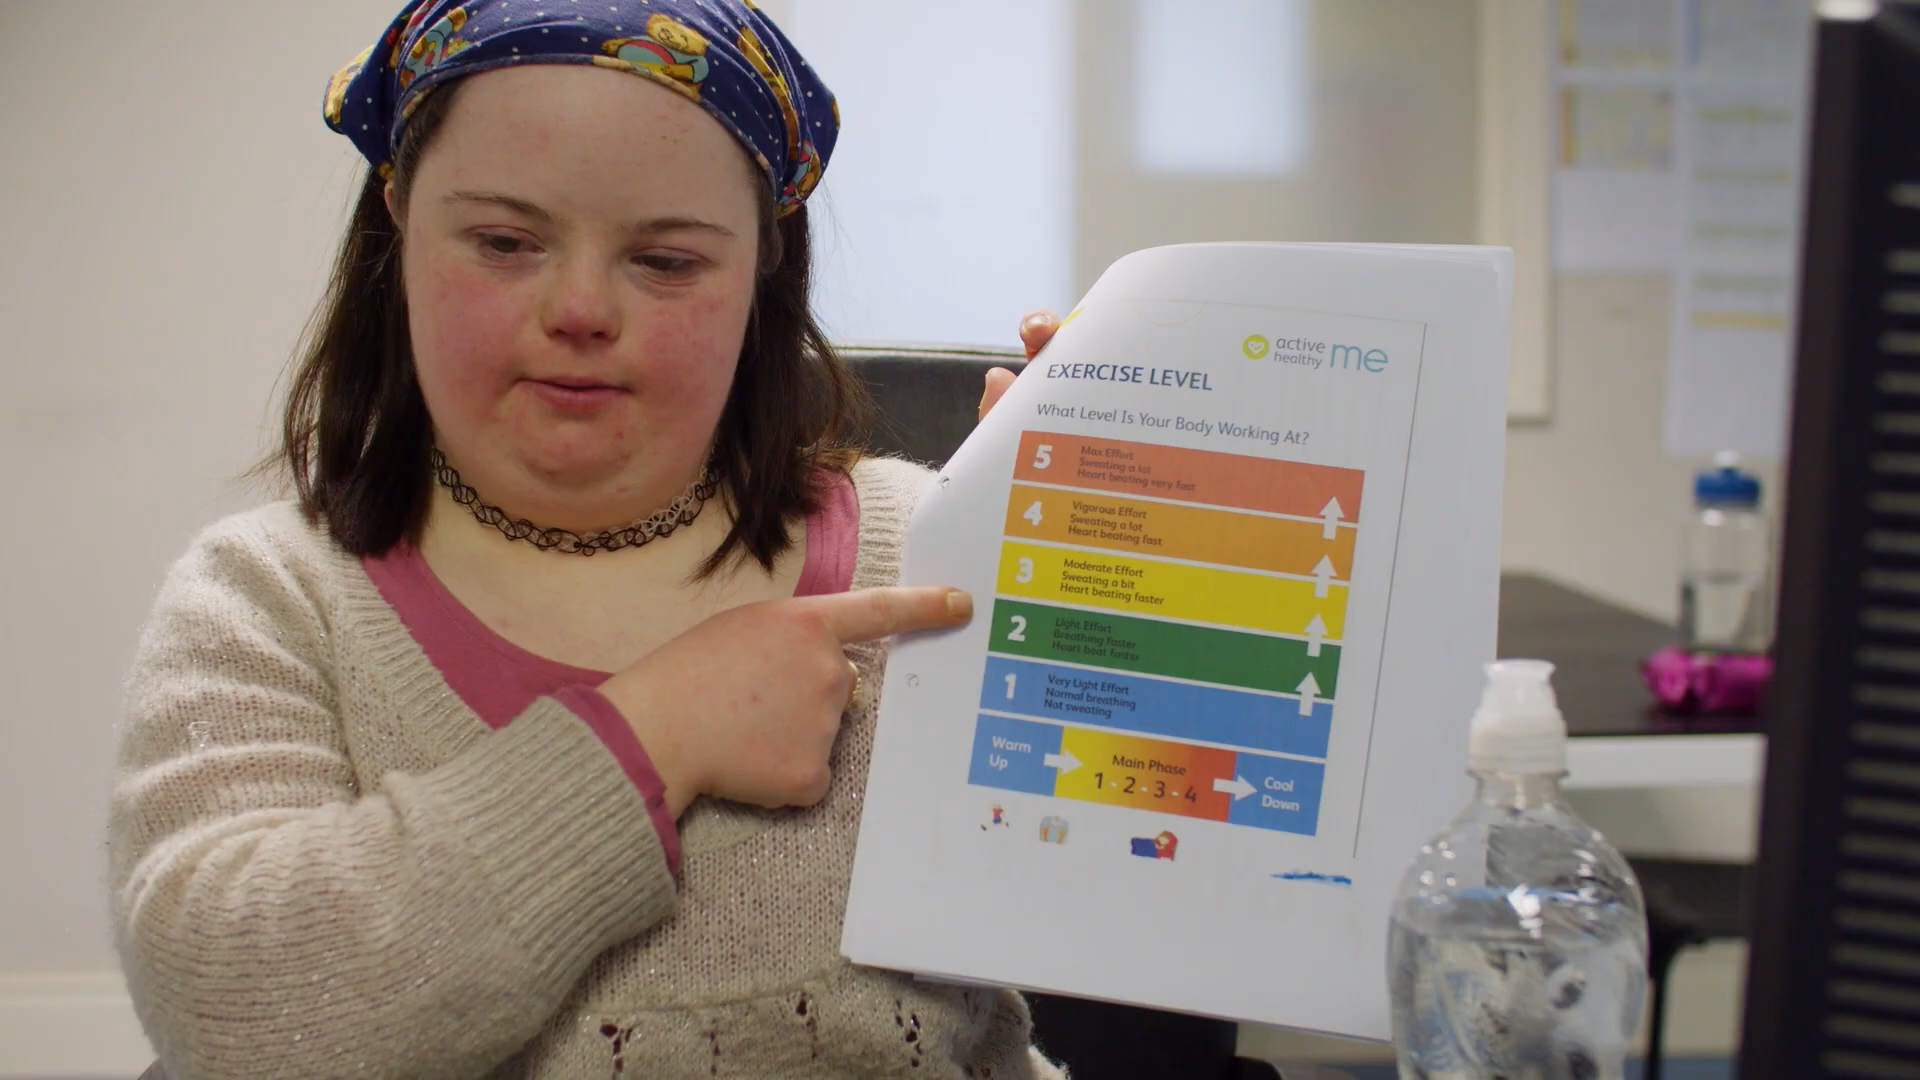 active
healthy me
EXERCISE LEVEL
What Level Is Your Body Working At?
5
Max Effort
Sweating a lot
Heart beating very fast
4
Vigorous Effort
Sweating a lot
Heart beating fast
3
Moderate Effort
Sweating a bit
Heart beating faster
2
Light Effort
Breathing faster
Heart beat faster
1
Very Light Effort
Normal breathing
Not sweating
Warm
Up
Main Phase
1 - 2 - 3 - 4
Cool
Down